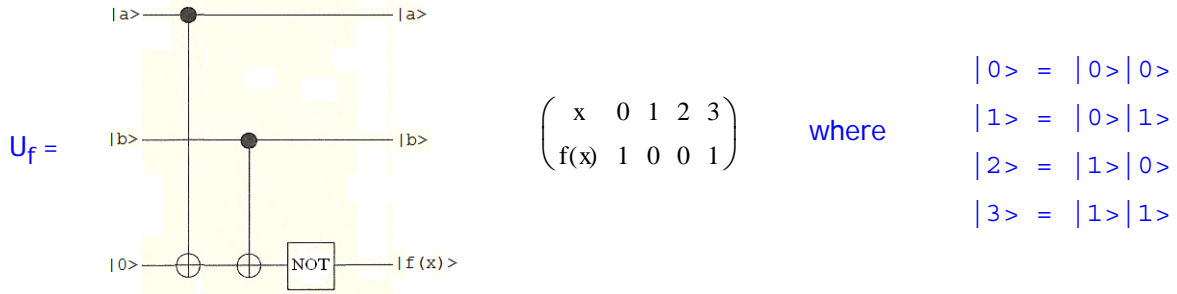 |a> |a>
|0> = |0>|0>
x 0 1 2 3
|1> = |0>|1>
U_f = |b> |b> where
f(x) 1 0 0 1
|2> = |1>|0>
|3> = |1>|1>
|0> NOT |f(x)>